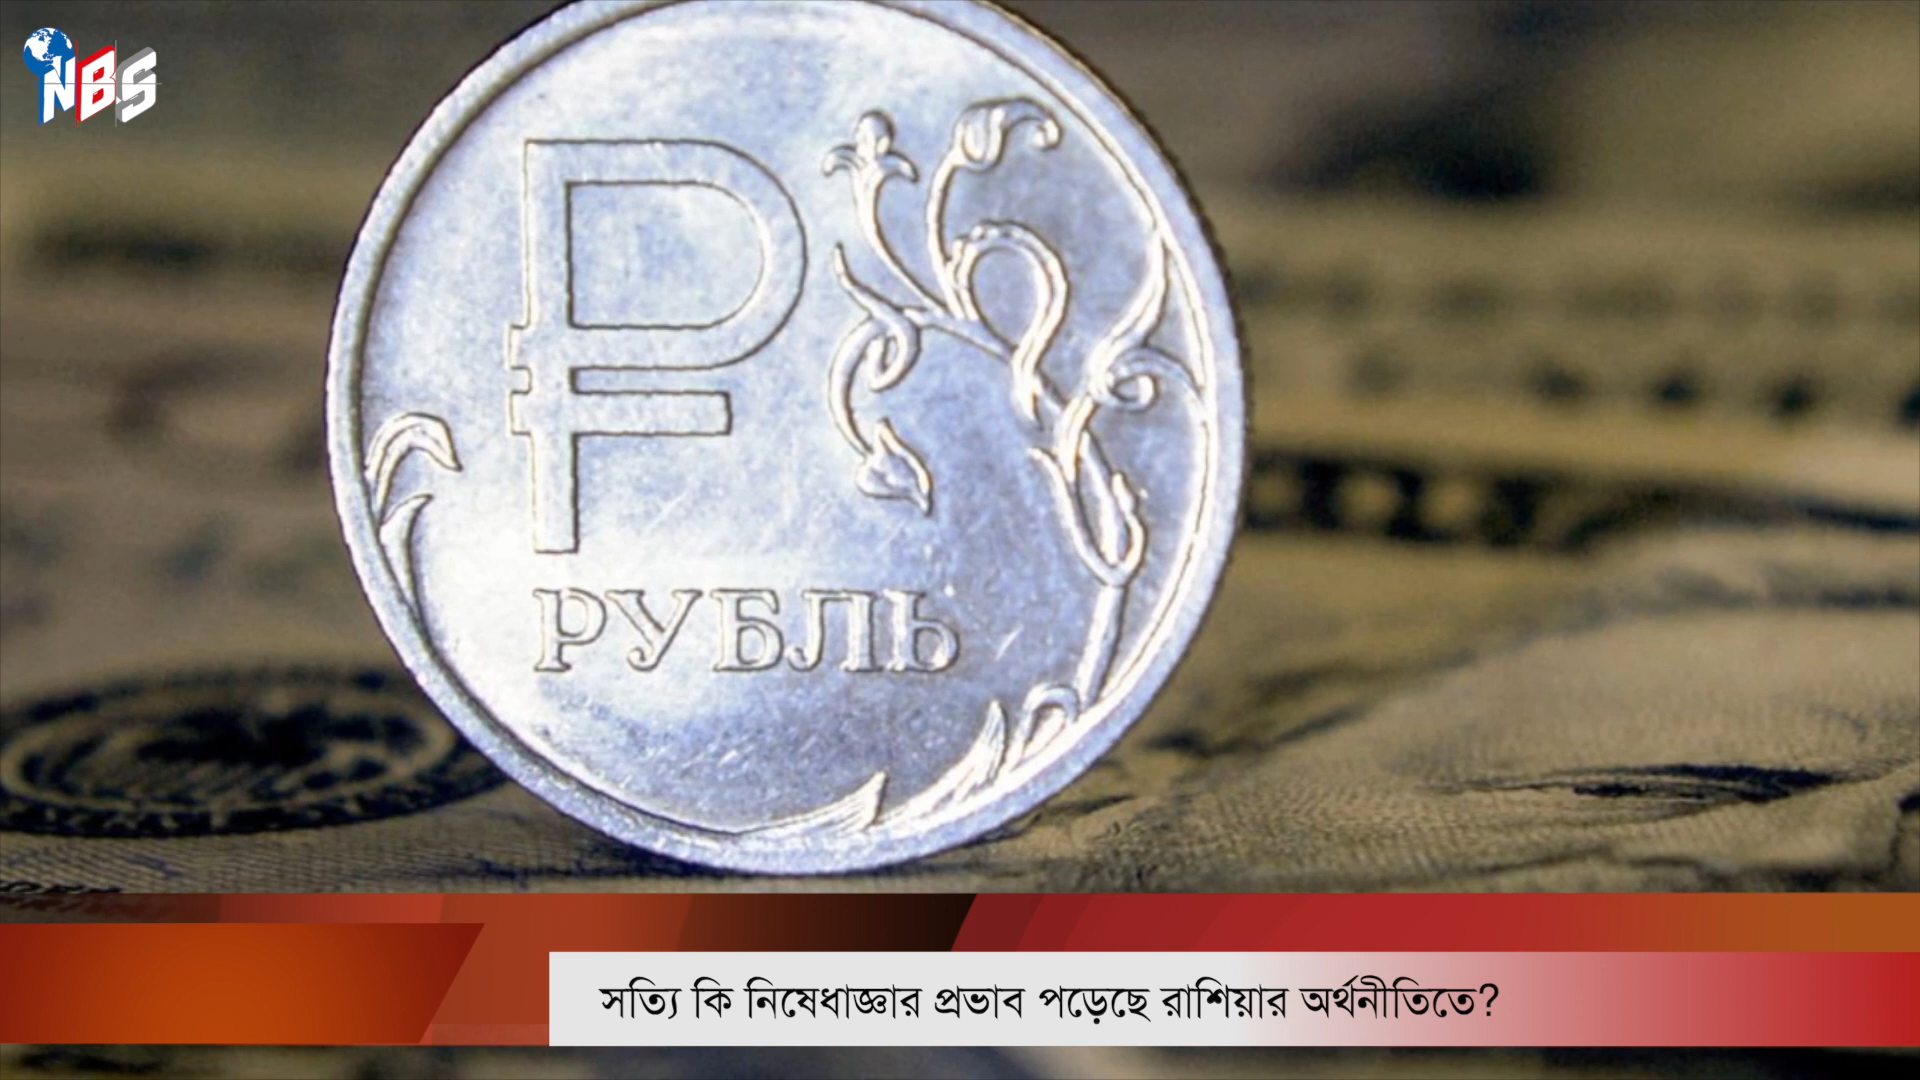 NBS
₽
РУБЛЬ
সত্যি কি নিষেধাজ্ঞার প্রভাব পড়েছে রাশিয়ার অর্থনীতিতে?